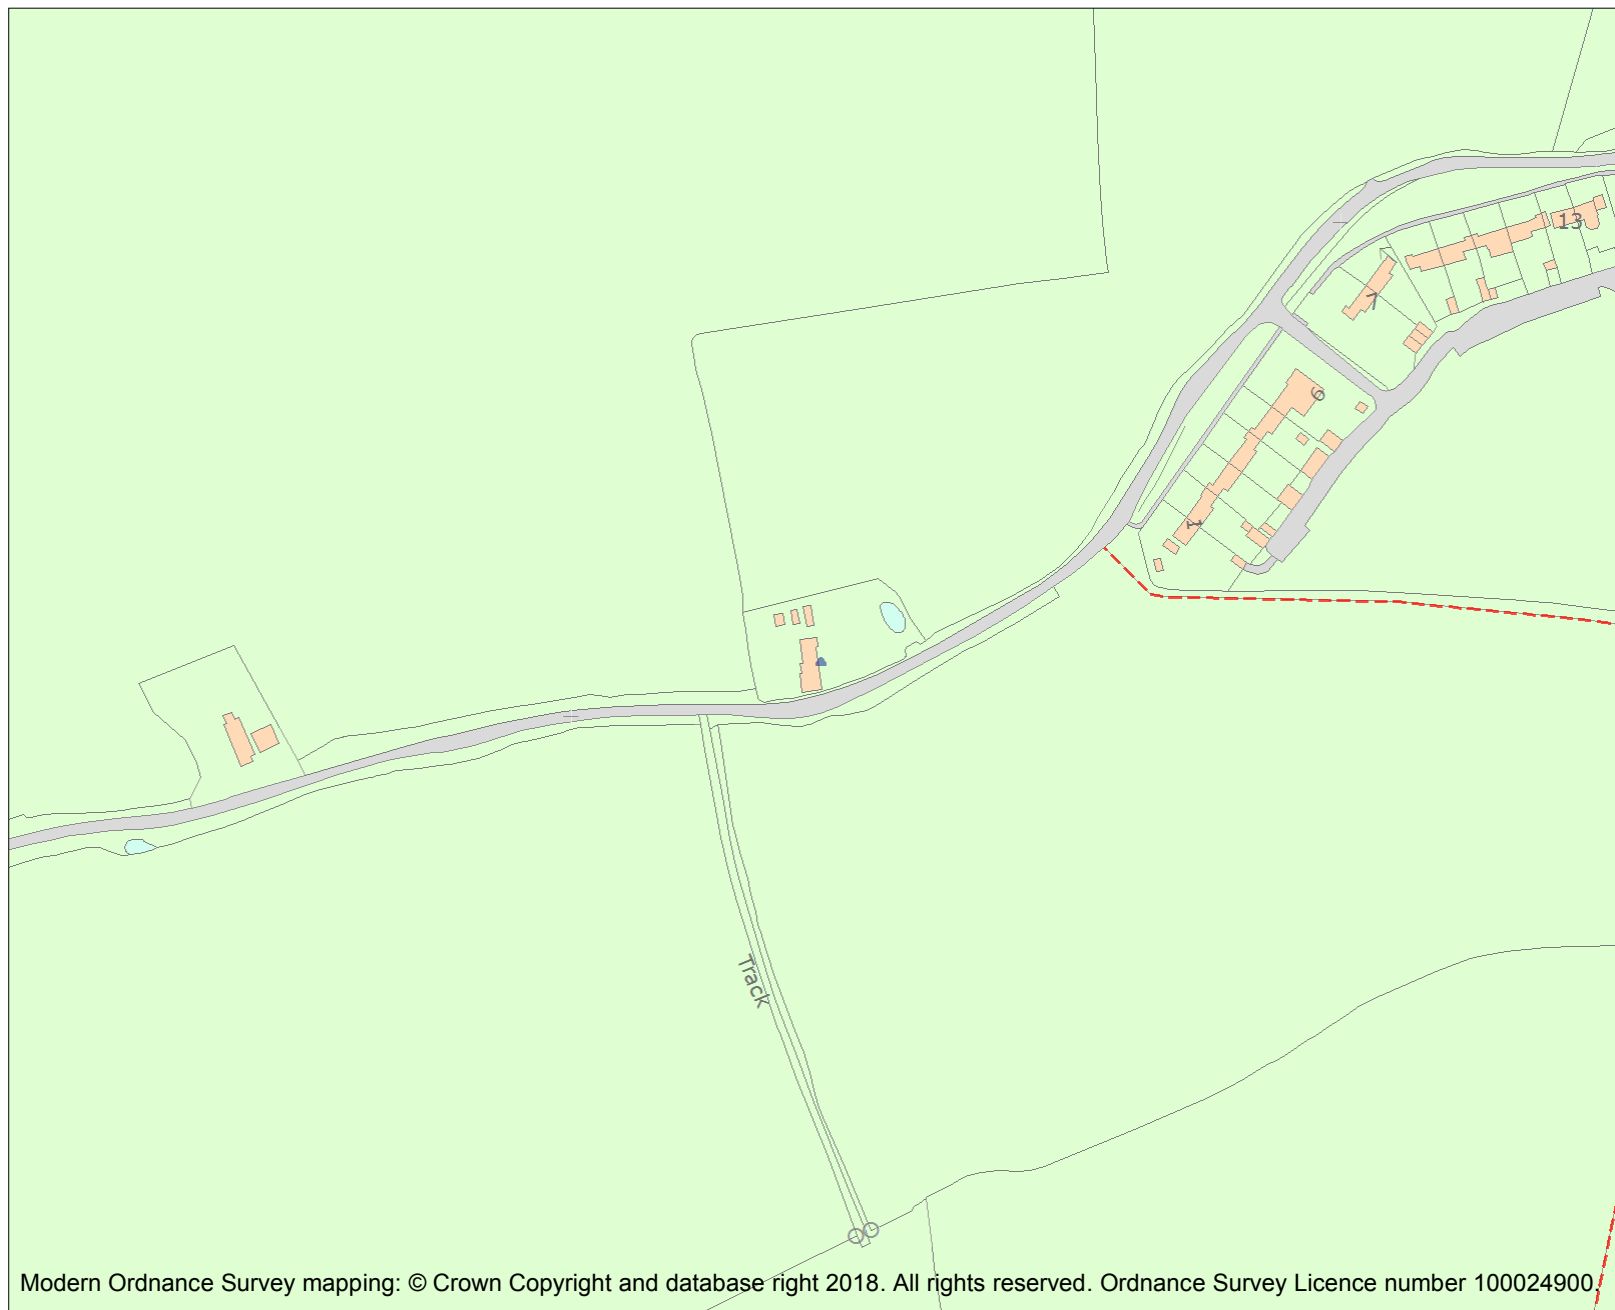 13
7
6
1
Track
Modern Ordnance Survey mapping: © Crown Copyright and database right 2018. All rights reserved. Ordnance Survey Licence number 100024900.